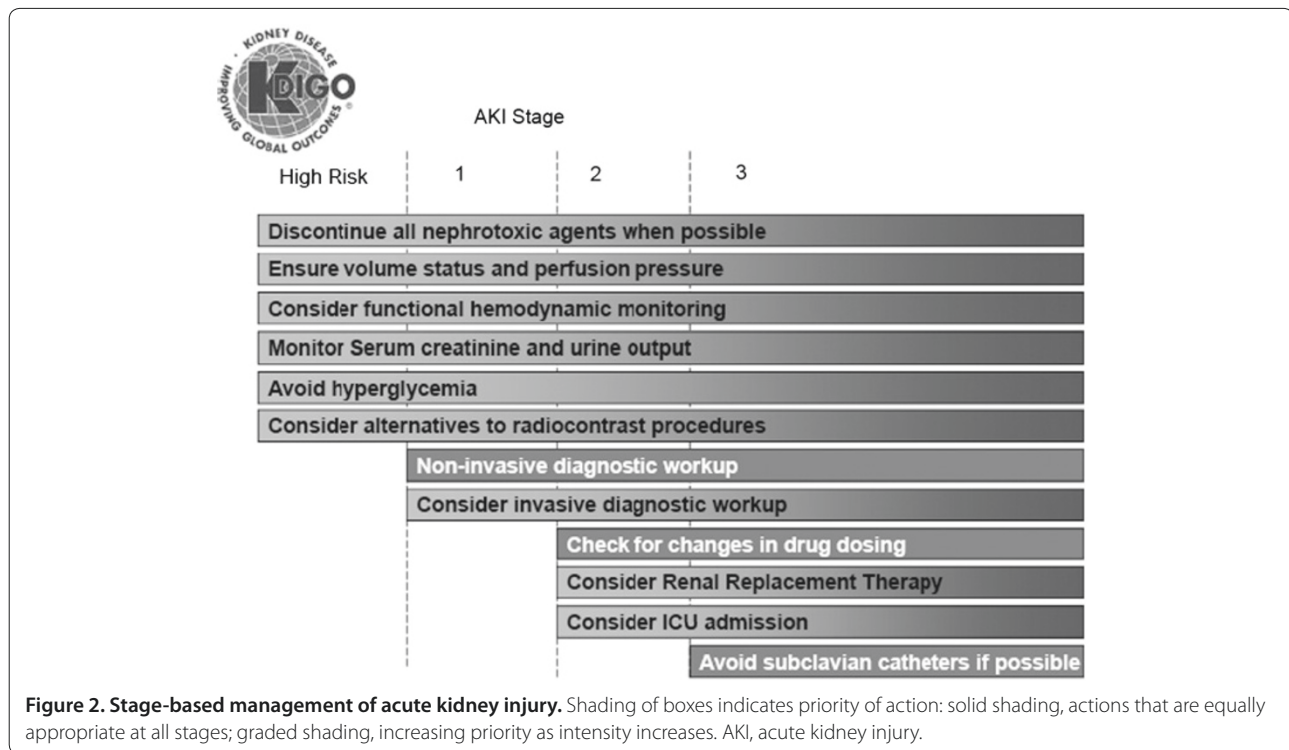 · KIDNEY DISEASE
IMPROVING GLOBAL OUTCOMES
KDIGO
®
AKI Stage
High Risk 1 2 3
Discontinue all nephrotoxic agents when possible
Ensure volume status and perfusion pressure
Consider functional hemodynamic monitoring
Monitor Serum creatinine and urine output
Avoid hyperglycemia
Consider alternatives to radiocontrast procedures
Non-invasive diagnostic workup
Consider invasive diagnostic workup
Check for changes in drug dosing
Consider Renal Replacement Therapy
Consider ICU admission
Avoid subclavian catheters if possible
Figure 2. Stage-based management of acute kidney injury. Shading of boxes indicates priority of action: solid shading, actions that are equally
appropriate at all stages; graded shading, increasing priority as intensity increases. AKI, acute kidney injury.